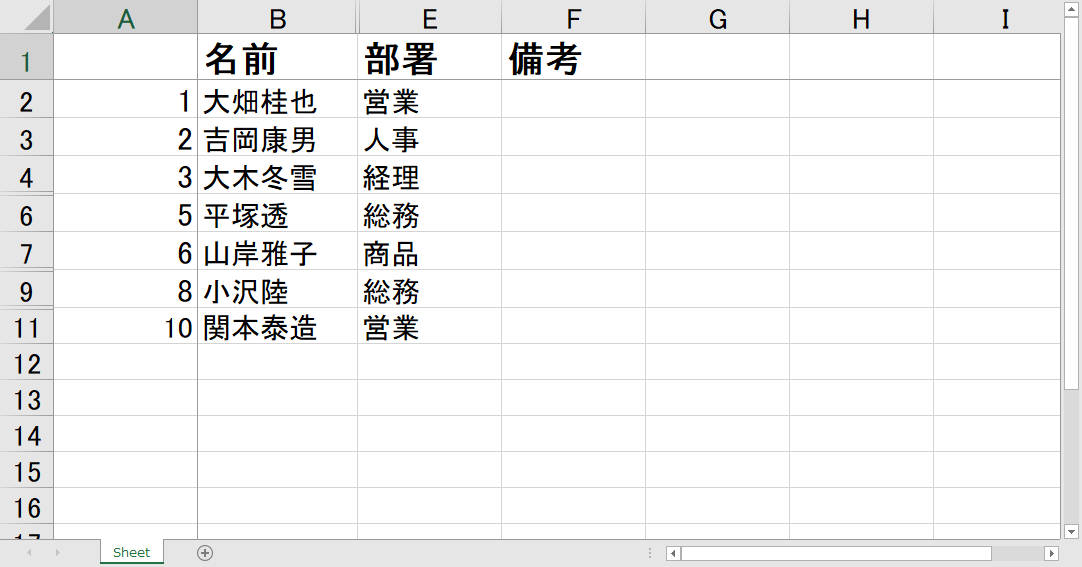 A B E F G H I
1 名前 部署 備考
2 1 大畑桂也 営業
3 2 吉岡康男 人事
4 3 大木冬雪 経理
6 5 平塚透 総務
7 6 山岸雅子 商品
9 8 小沢陸 総務
11 10 関本泰造 営業
12
13
14
15
16
17
Sheet